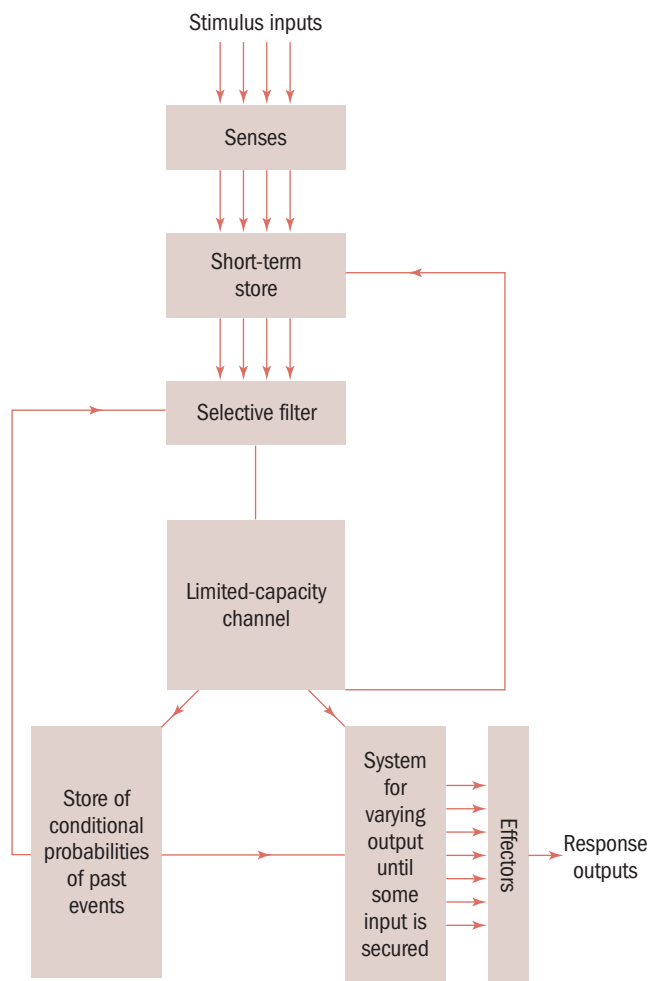 Stimulus inputs
Senses
Short-term
store
Selective filter
Limited-capacity
channel
Store of
conditional
probabilities
of past
events
System
for
varying
output
until
some
input is
secured
Effectors
Response
outputs